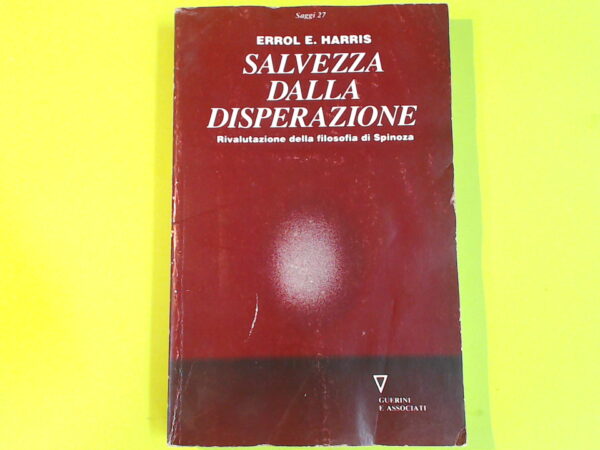 Saggi 27
ERROL E. HARRIS
SALVEZZA
DALLA
DISPERAZIONE
Rivalutazione della filosofia di Spinoza
GUERINI
E ASSOCIATI